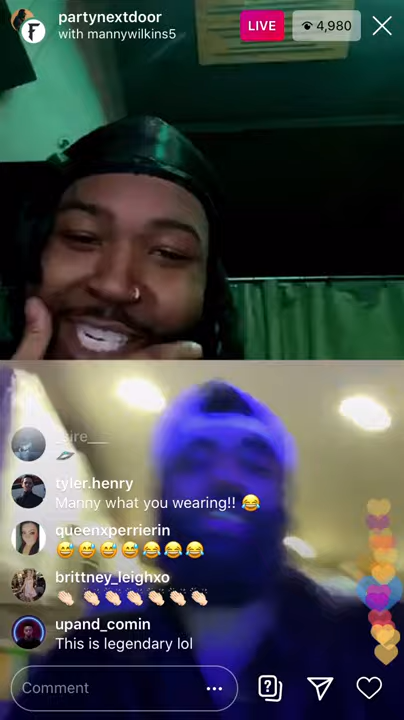 partynextdoor
with mannywilkins5
LIVE
4,980
tyler.henry
Manny what you wearing!! 😂
queenxperrierin
😅😅😅😅😂😂😂
brittney_leighxo
👏🏻👏🏻👏🏻👏🏻👏🏻👏🏻👏🏻
upand_comin
This is legendary lol
Comment